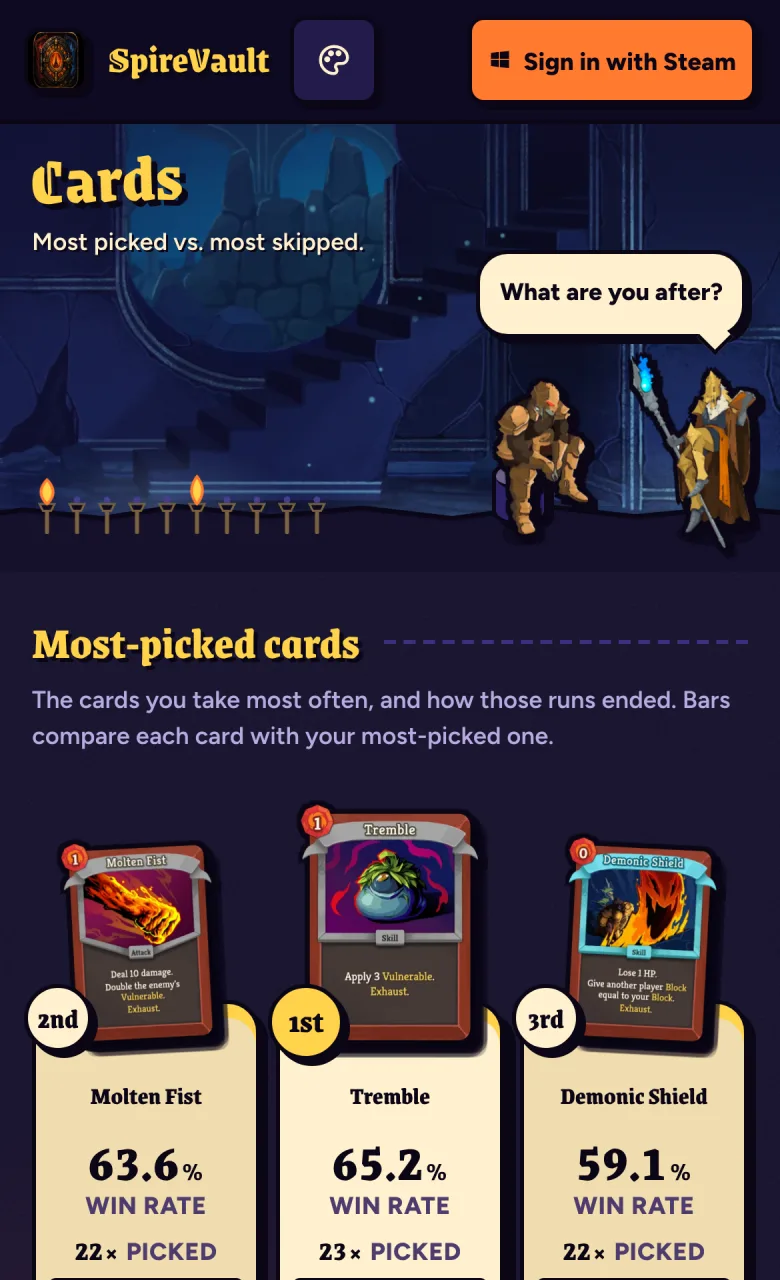 SpireVault
Sign in with Steam
Cards
Most picked vs. most skipped.
What are you after?
Most-picked cards
The cards you take most often, and how those runs ended. Bars
compare each card with your most-picked one.
1
Molten Fist
Attack
Deal 10 damage.
Double the enemy's
Vulnerable.
Exhaust.
2nd
Molten Fist
63.6%
WIN RATE
22× PICKED
1
Tremble
Skill
Apply 3 Vulnerable.
Exhaust.
1st
Tremble
65.2%
WIN RATE
23× PICKED
0
Demonic Shield
Skill
Lose 1 HP.
Give another player Block
equal to your Block.
Exhaust.
3rd
Demonic Shield
59.1%
WIN RATE
22× PICKED